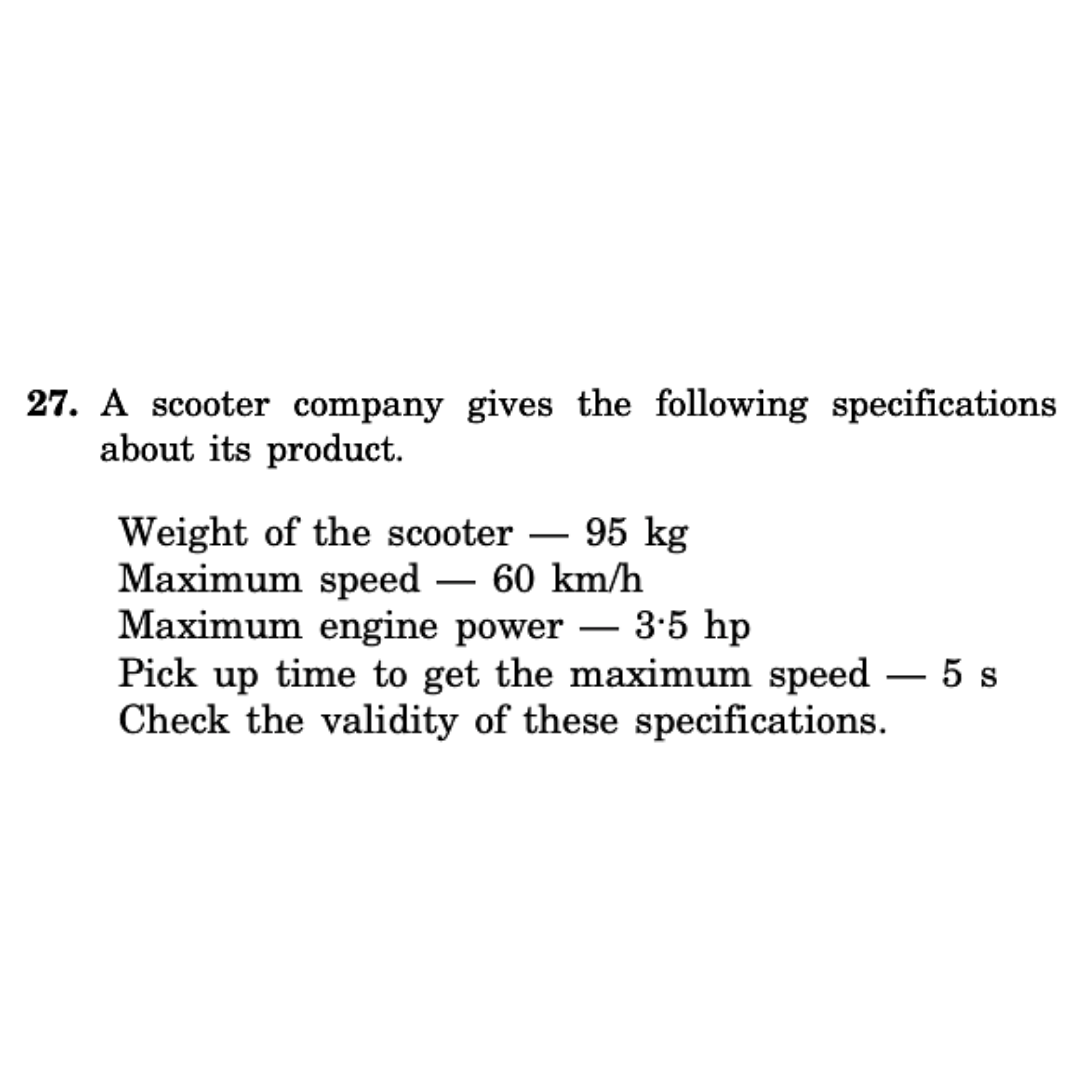 27. A scooter company gives the following specifications
about its product.
Weight of the scooter — 95 kg
Maximum speed — 60 km/h
Maximum engine power — 3·5 hp
Pick up time to get the maximum speed — 5 s
Check the validity of these specifications.